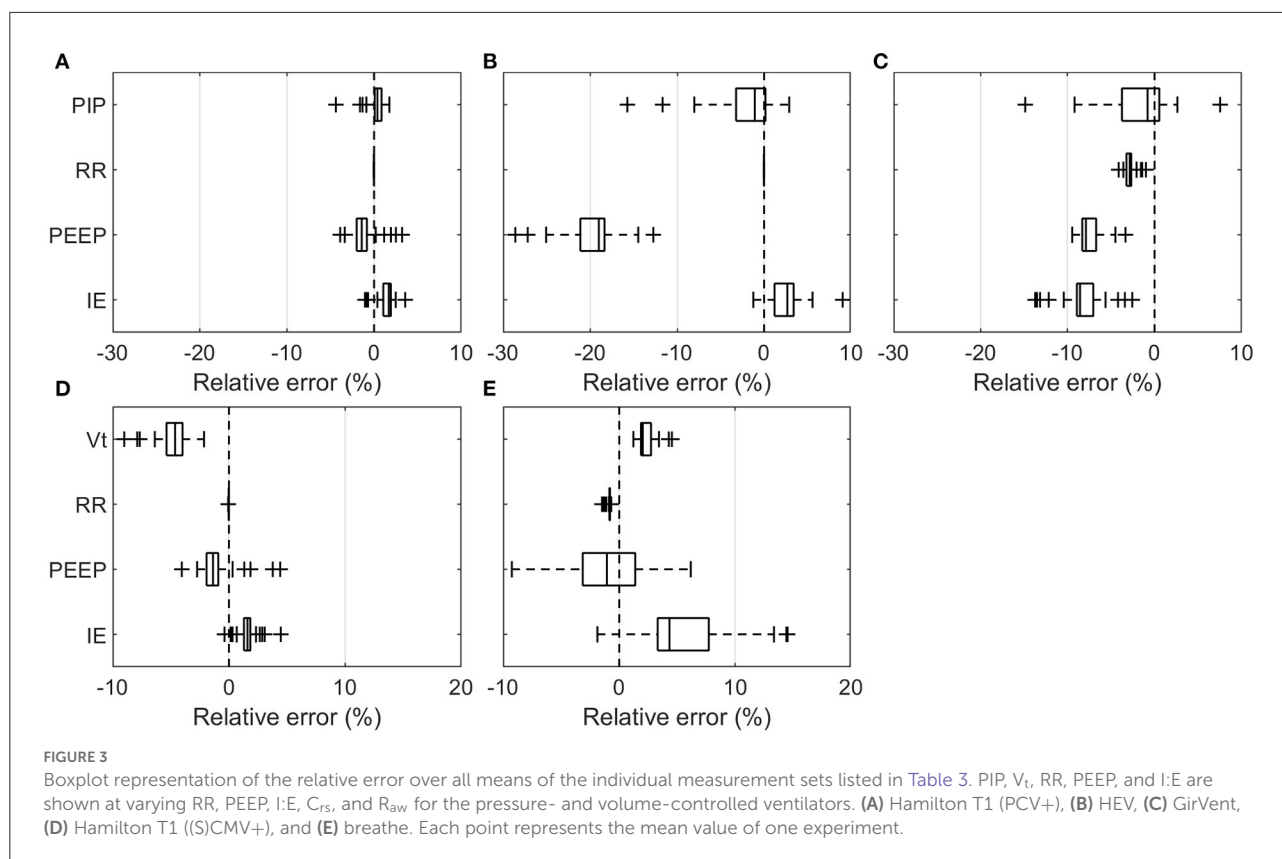 A
B
C
PIP
RR
PEEP
IE
-30 -20 -10 0 10
Relative error (%)
-30 -20 -10 0 10
Relative error (%)
-30 -20 -10 0 10
Relative error (%)
D
E
Vt
RR
PEEP
IE
-10 0 10 20
Relative error (%)
-10 0 10 20
Relative error (%)
FIGURE 3
Boxplot representation of the relative error over all means of the individual measurement sets listed in Table 3. PIP, Vt, RR, PEEP, and I:E are
shown at varying RR, PEEP, I:E, Crs, and Raw for the pressure- and volume-controlled ventilators. (A) Hamilton T1 (PCV+), (B) HEV, (C) GirVent,
(D) Hamilton T1 ((S)CMV+), and (E) breathe. Each point represents the mean value of one experiment.